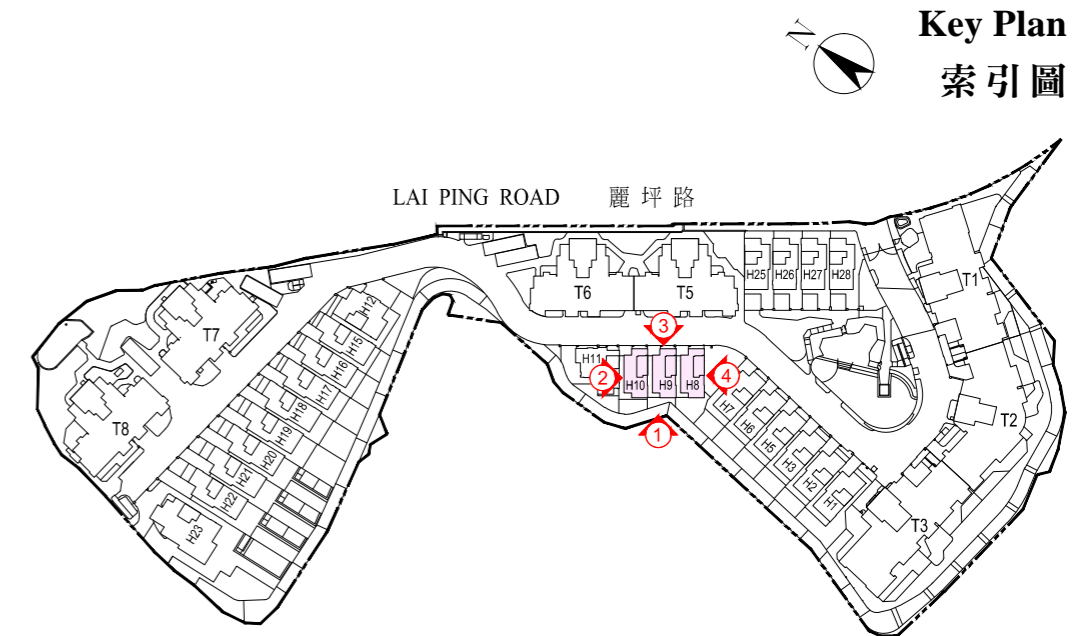 N
Key Plan
索引圖
LAI PING ROAD 麗坪路
T1
T2
T3
T5
T6
T7
T8
H25
H26
H27
H28
H12
H15
H16
H17
H18
H19
H20
H21
H22
H23
H11
H10
H9
H8
H7
H6
H5
H3
H2
H1
3
2
4
1